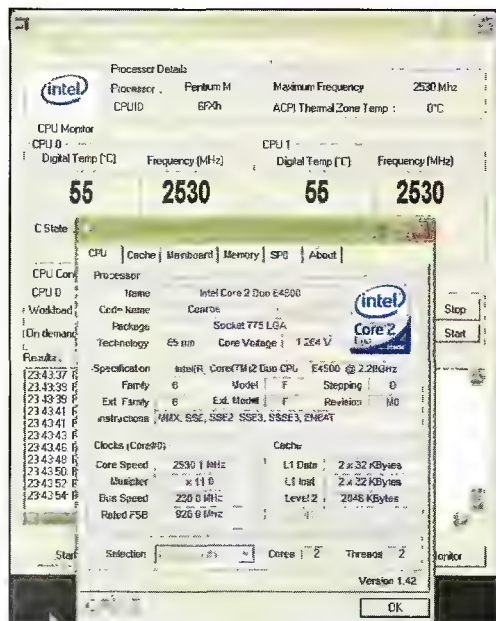 Processor Details
intel
Processor : Pentium M Maximum Frequency 2530 Mhz
CPUID 6FXh ACPI Thermal Zone Temp : 0°C
CPU Monitor
CPU 0 CPU 1
Digital Temp (°C) Frequency (MHz) Digital Temp (°C) Frequency (MHz)
55 2530 55 2530
C State
CPU Cache Mainboard Memory SPD About
CPU Con
Processor
CPU 0
Name Intel Core 2 Duo E4500
intel
Workload
Code Name Conroe
Stop
Package Socket 775 LGA
Core 2
On demand
Technology 65 nm Core Voltage 1.264 V
Start
Results
Specification Intel(R) Core(TM)2 Duo CPU E4500 @ 2.20GHz
23:43:37
Family 6 Model F Stepping D
23:43:39
23:43:39
Ext. Family 6 Ext. Model F Revision M0
23:43:41
Instructions MMX, SSE, SSE2, SSE3, SSSE3, EM64T
23:43:41
23:43:43
Clocks (Core#0) Cache
23:43:46
23:43:48
Core Speed 2530.1 MHz L1 Data 2 x 32 KBytes
23:43:50
Multiplier x 11.0 L1 Inst. 2 x 32 KBytes
23:43:52
Bus Speed 230.0 MHz Level 2 2048 KBytes
23:43:54
Rated FSB 920.0 MHz
Start
Selection Cores 2 Threads 2
onitor
Version 1.42
OK